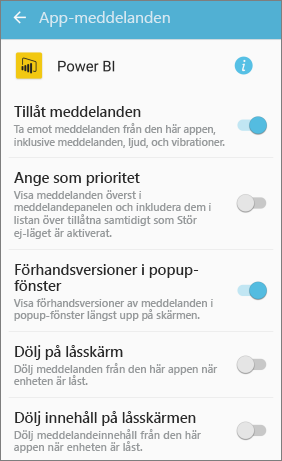 App-meddelanden
Power BI
Tillåt meddelanden
Ta emot meddelanden från den här appen,
inklusive meddelanden, ljud, och vibrationer.
Ange som prioritet
Visa meddelanden överst i
meddelandepanelen och inkludera dem i
listan över tillåtna samtidigt som Stör
ej-läget är aktiverat.
Förhandsversioner i popup-
fönster
Visa förhandsversioner av meddelanden i
popup-fönster längst upp på skärmen.
Dölj på låsskärm
Dölj meddelanden från den här appen när
enheten är låst.
Dölj innehåll på låsskärmen
Dölj meddelandeinnehåll från den här
appen när enheten är låst.